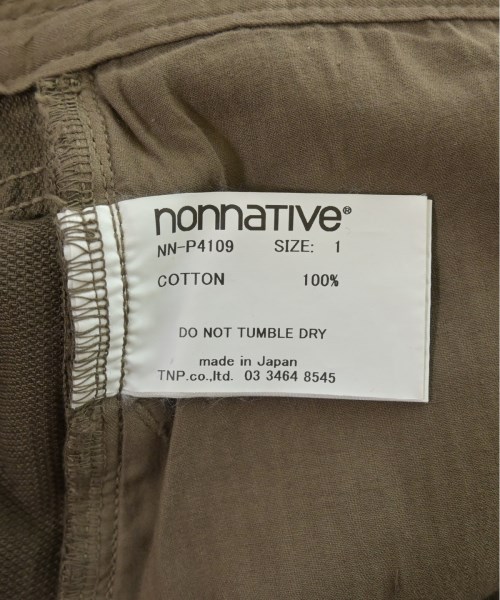 nonnative®
NN-P4109 SIZE: 1
COTTON 100%
DO NOT TUMBLE DRY
made in Japan
TNP.co.,ltd. 03 3464 8545